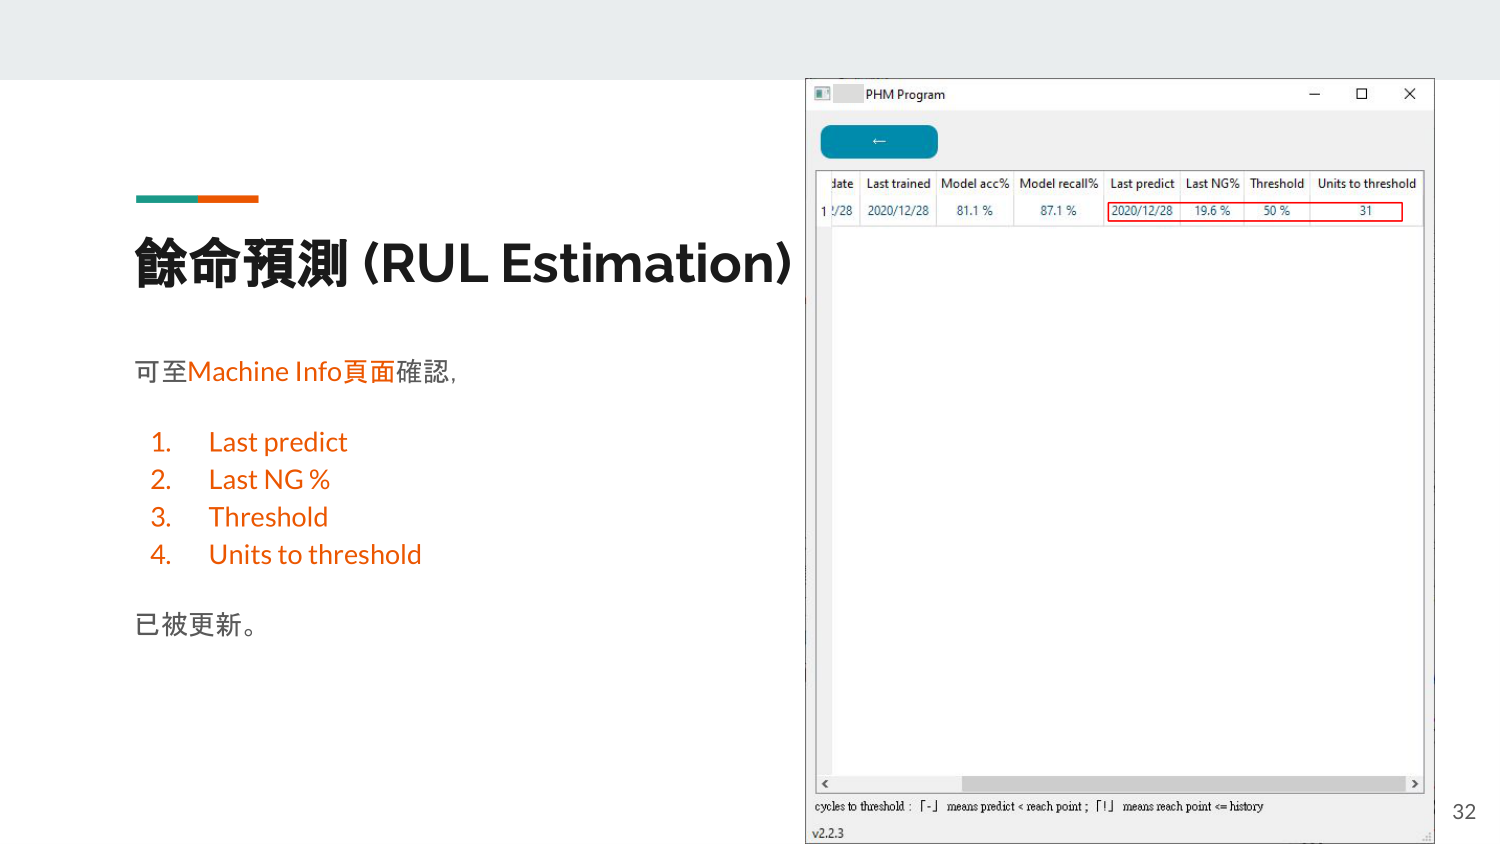 餘命預測 (RUL Estimation)
可至Machine Info頁面確認,
1. Last predict
2. Last NG %
3. Threshold
4. Units to threshold
已被更新。
PHM Program
←
date Last trained Model acc% Model recall% Last predict Last NG% Threshold Units to threshold
1 2/28 2020/12/28 81.1 % 87.1 % 2020/12/28 19.6 % 50 % 31
cycles to threshold : 「-」 means predict < reach point ; 「!」 means reach point <= history
v2.2.3
32